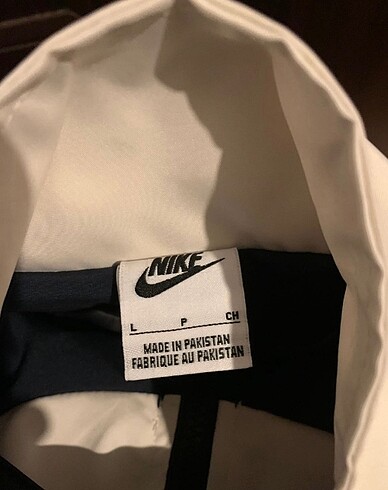 NIKE
L P CH
MADE IN PAKISTAN
FABRIQUE AU PAKISTAN